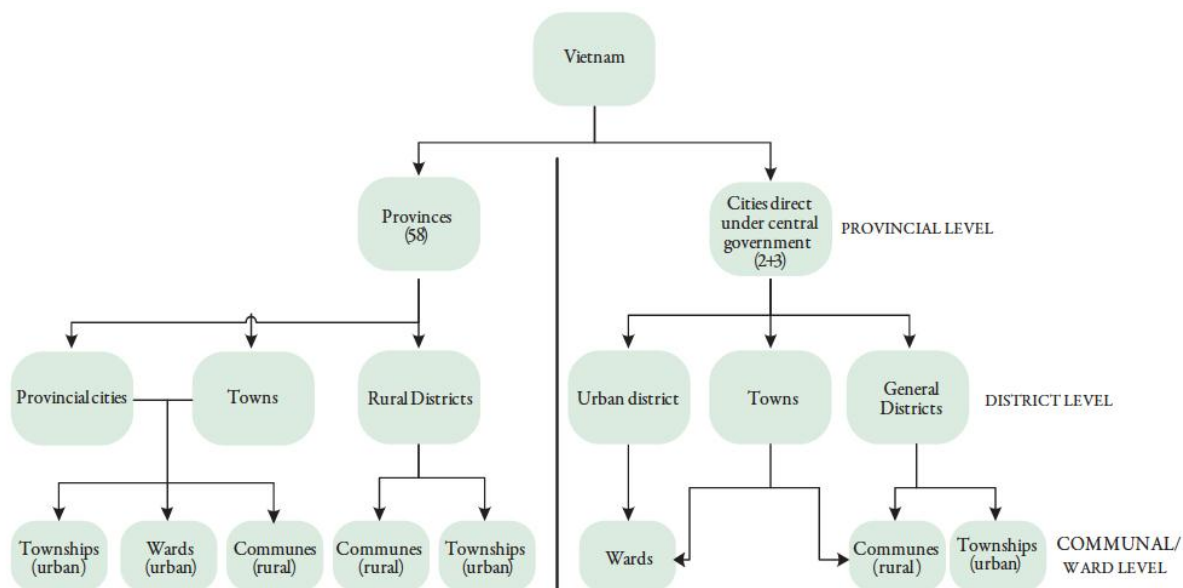 Vietnam
Provinces
(58)
Cities direct
under central
government
(2+3)
PROVINCIAL LEVEL
Provincial cities
Towns
Rural Districts
Urban district
Towns
General
Districts
DISTRICT LEVEL
Townships
(urban)
Wards
(urban)
Communes
(rural)
Communes
(rural)
Townships
(urban)
Wards
Communes
(rural)
Townships
(urban)
COMMUNAL/
WARD LEVEL